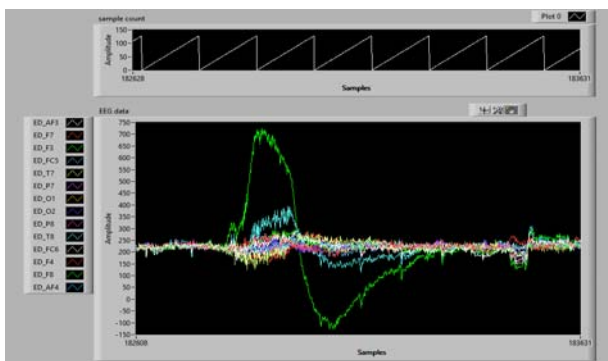 sample count
Plot 0
Amplitude
150
100
50
0
182628
183631
Samples
EEG data
ED_AF3
ED_F7
ED_F3
ED_FC5
ED_T7
ED_P7
ED_O1
ED_O2
ED_P8
ED_T8
ED_FC6
ED_F4
ED_F8
ED_AF4
Amplitude
750
700
650
600
550
500
450
400
350
300
250
200
150
100
50
0
-50
-100
-150
182608
183631
Samples